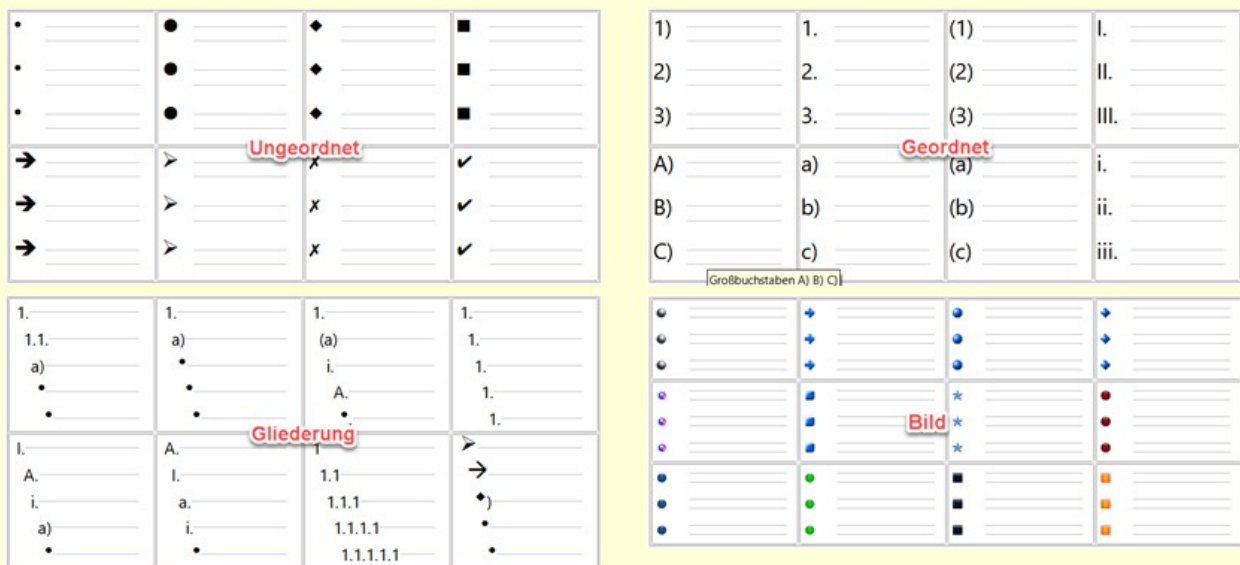 • ● ◆ ■
• ● ◆ ■
• ● ◆ ■
Ungeordnet
➔ ➢ ✗ ✔
➔ ➢ ✗ ✔
➔ ➢ ✗ ✔
1) 1. (1) I.
2) 2. (2) II.
3) 3. (3) III.
Geordnet
A) a) (a) i.
B) b) (b) ii.
C) c) (c) iii.
Großbuchstaben A) B) C)
1. 1. 1. 1.
1.1. a) (a) 1.
a) • i. 1.
• • A. 1.
• • • 1.
Gliederung
I. A. 1 ➢
A. I. 1.1 ➔
i. a. 1.1.1 ◆)
a) i. 1.1.1.1 •
• • 1.1.1.1.1 •
Bild